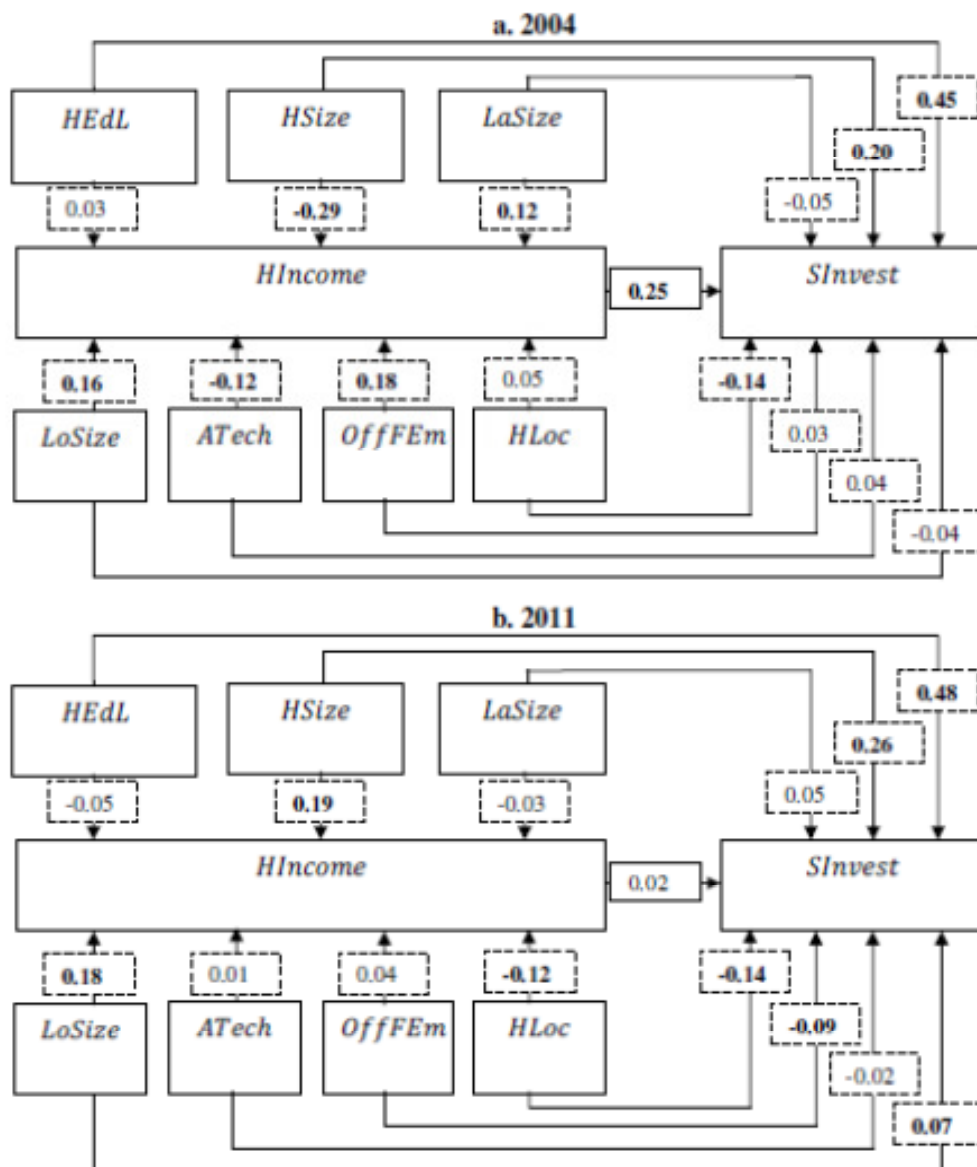 a. 2004
0.45
HEdL
HSize
LaSize
0.20
0.03
-0.29
0.12
-0.05
HIncome
0.25
SInvest
0.16
-0.12
0.18
0.05
-0.14
LoSize
ATech
OffFEm
HLoc
0.03
0.04
-0.04
b. 2011
0.48
HEdL
HSize
LaSize
0.26
-0.05
0.19
-0.03
0.05
HIncome
0.02
SInvest
0.18
0.01
0.04
-0.12
-0.14
LoSize
ATech
OffFEm
HLoc
-0.09
-0.02
0.07